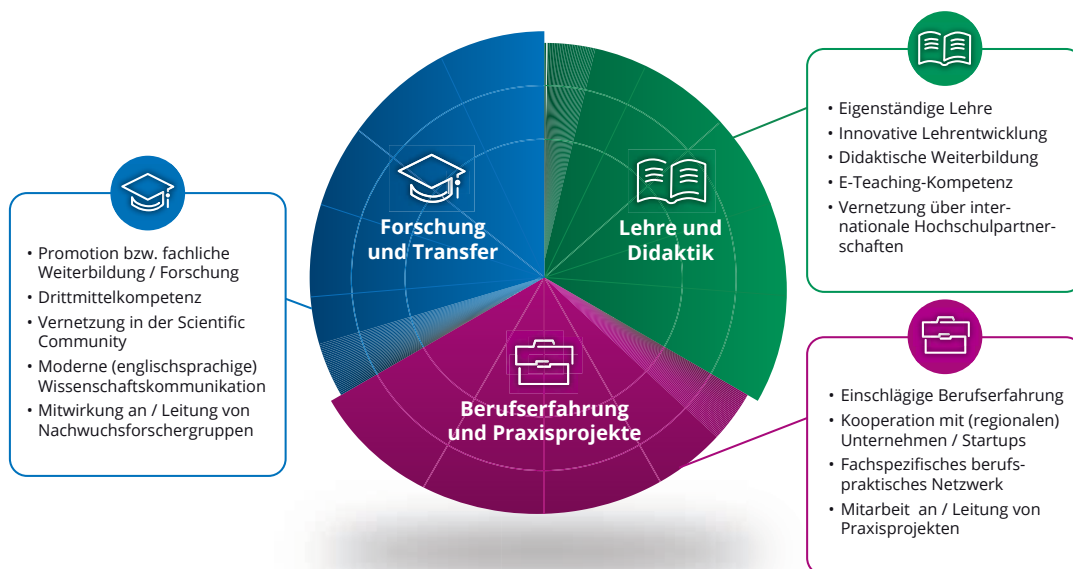 Forschung
und Transfer
Lehre und
Didaktik
Berufserfahrung
und Praxisprojekte
• Promotion bzw. fachliche
Weiterbildung / Forschung
• Drittmittelkompetenz
• Vernetzung in der Scientific
Community
• Moderne (englischsprachige)
Wissenschaftskommunikation
• Mitwirkung an / Leitung von
Nachwuchsforschergruppen
• Eigenständige Lehre
• Innovative Lehrentwicklung
• Didaktische Weiterbildung
• E-Teaching-Kompetenz
• Vernetzung über inter-
nationale Hochschulpartner-
schaften
• Einschlägige Berufserfahrung
• Kooperation mit (regionalen)
Unternehmen / Startups
• Fachspezifisches berufs-
praktisches Netzwerk
• Mitarbeit an / Leitung von
Praxisprojekten